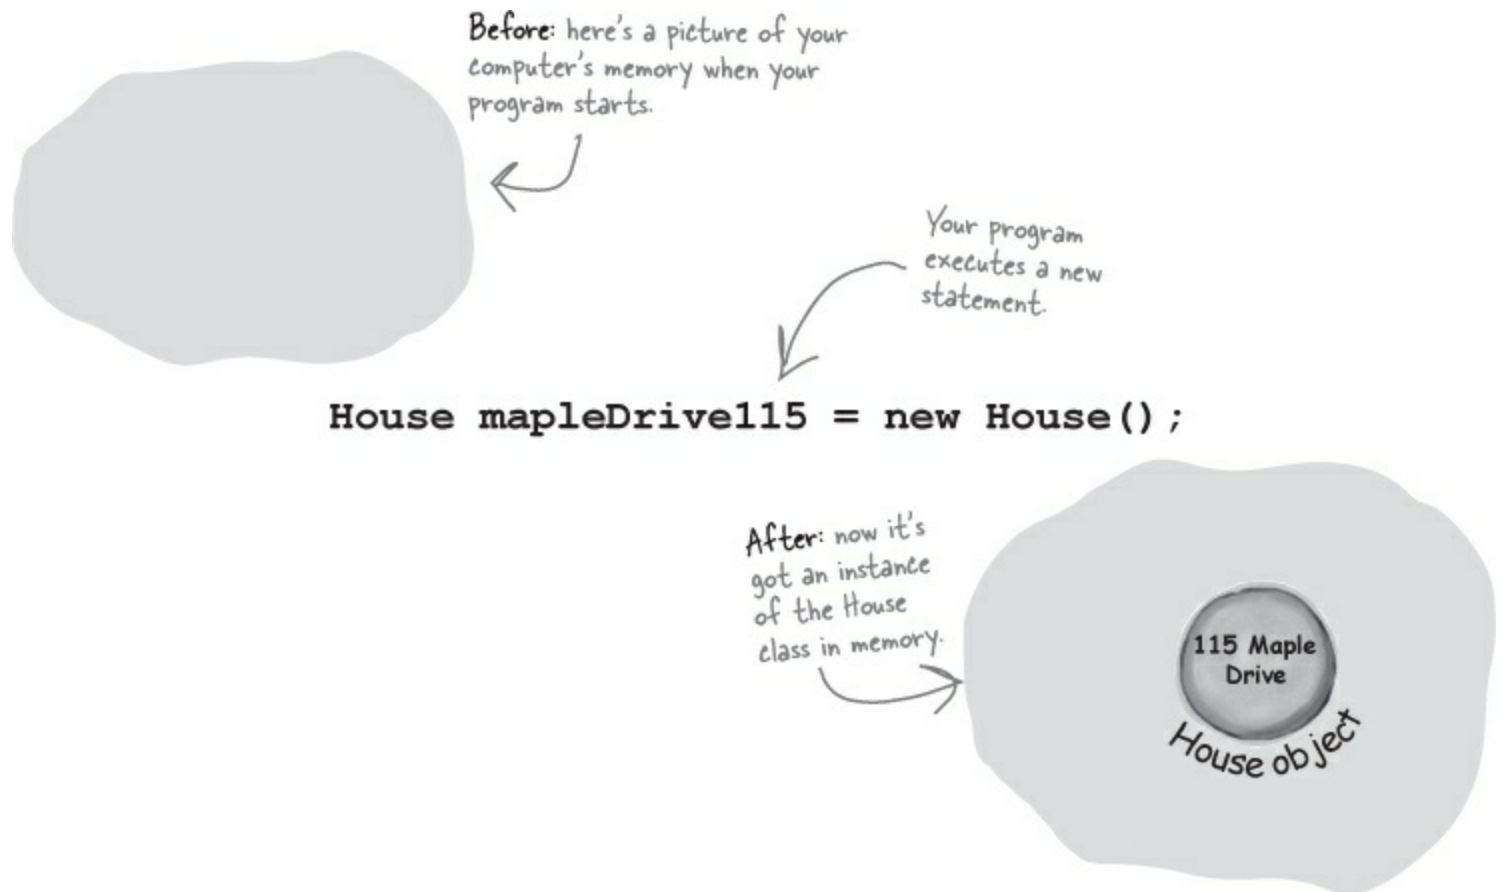 Before: here's a picture of your
computer's memory when your
program starts.
Your program
executes a new
statement.
House mapleDrive115 = new House();
After: now it's
got an instance
of the House
class in memory.
115 Maple
Drive
House object